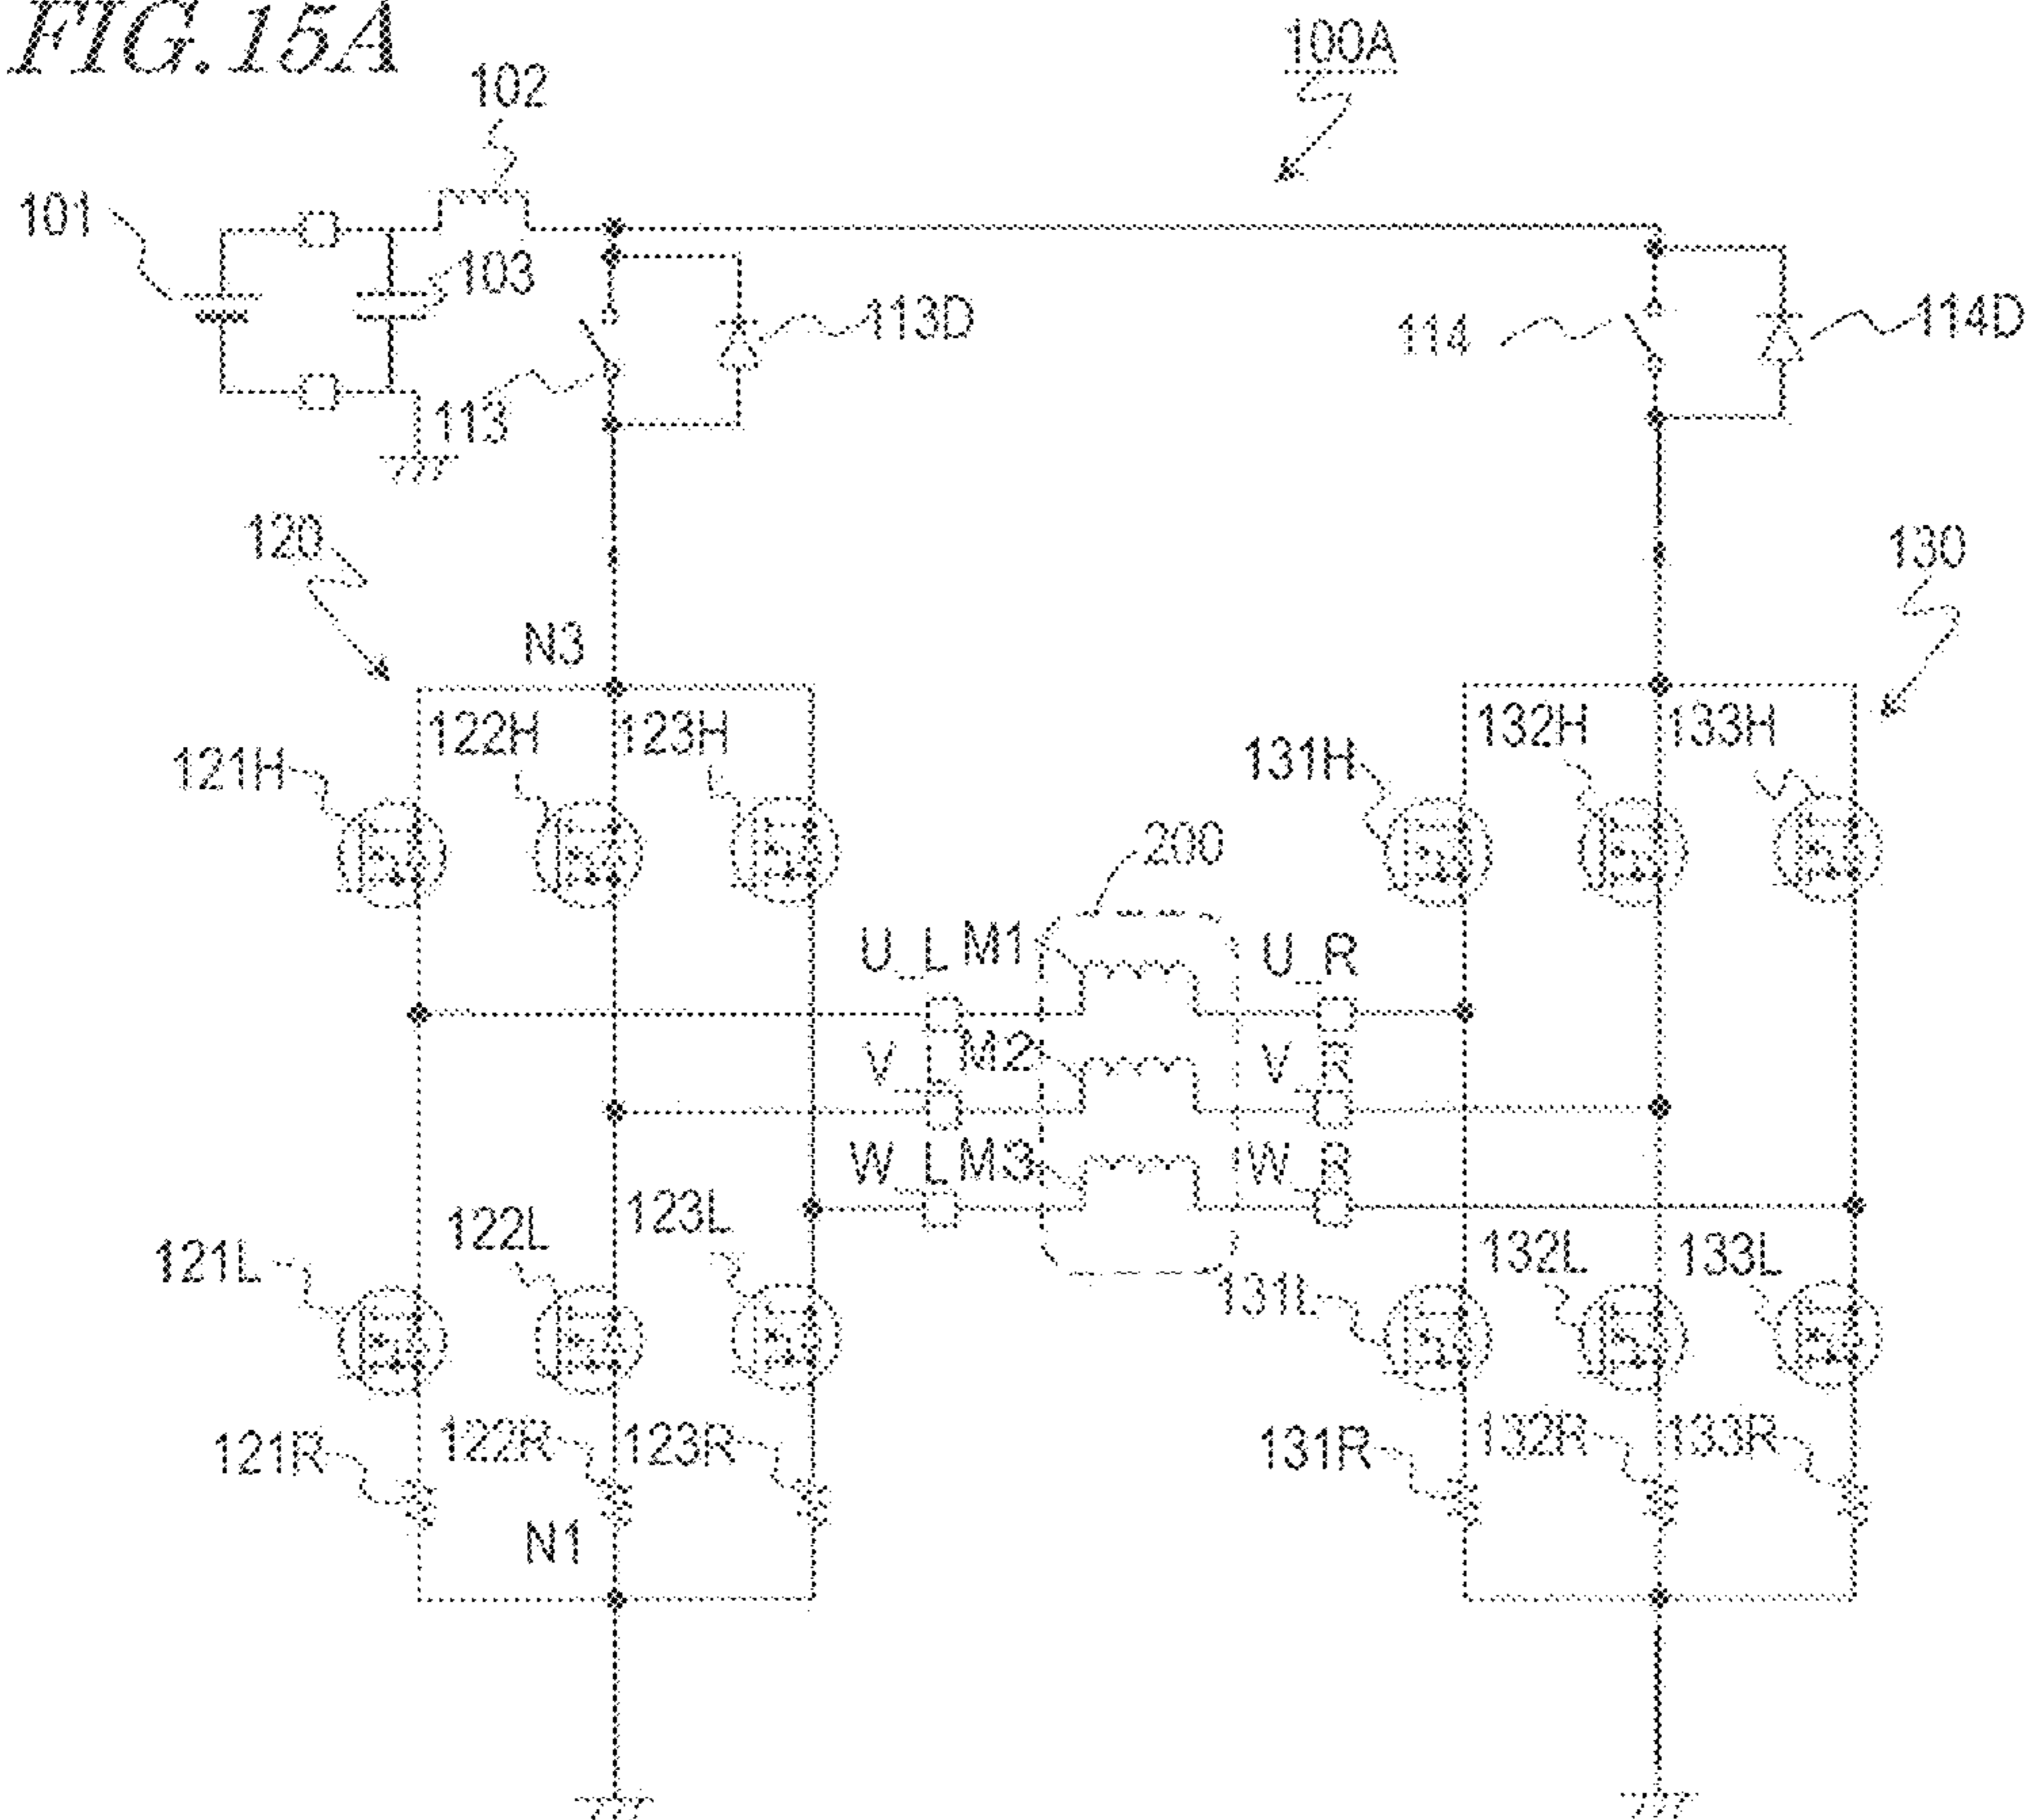 FIG. 15A
100A
102
101
103
113D
114
114D
113
120
130
N3
122H
123H
132H
133H
121H
131H
200
U_L
M1
U_R
V_L
M2
V_R
W_L
M3
W_R
122L
123L
132L
133L
121L
131L
121R
122R
123R
131R
132R
133R
N1